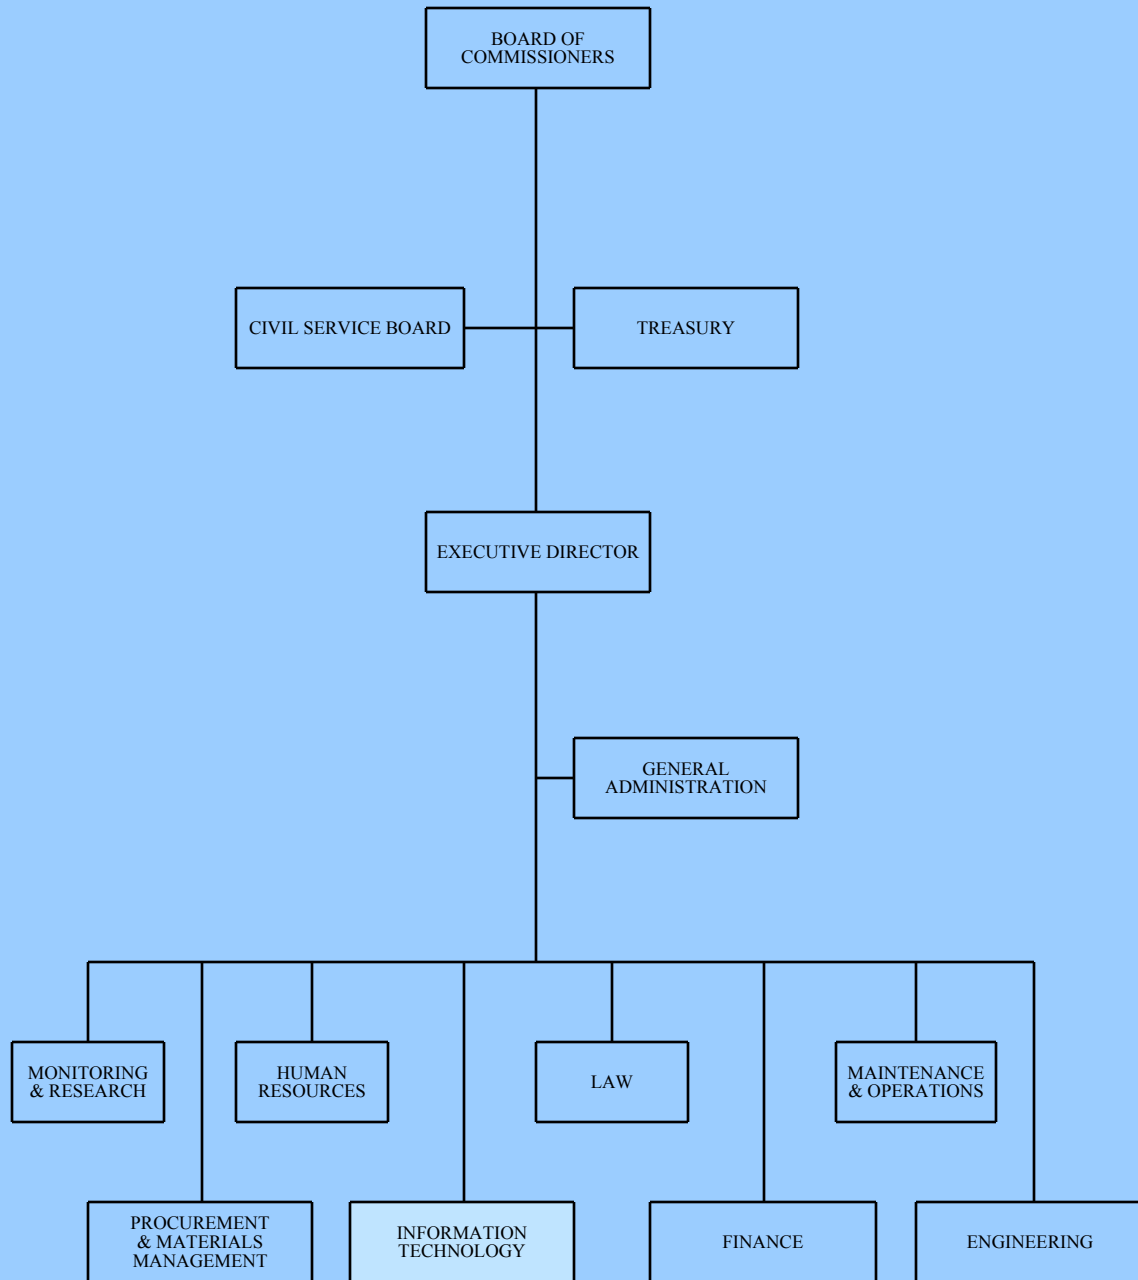 BOARD OF
COMMISSIONERS
CIVIL SERVICE BOARD
TREASURY
EXECUTIVE DIRECTOR
GENERAL
ADMINISTRATION
MONITORING
& RESEARCH
HUMAN
RESOURCES
LAW
MAINTENANCE
& OPERATIONS
PROCUREMENT
& MATERIALS
MANAGEMENT
INFORMATION
TECHNOLOGY
FINANCE
ENGINEERING